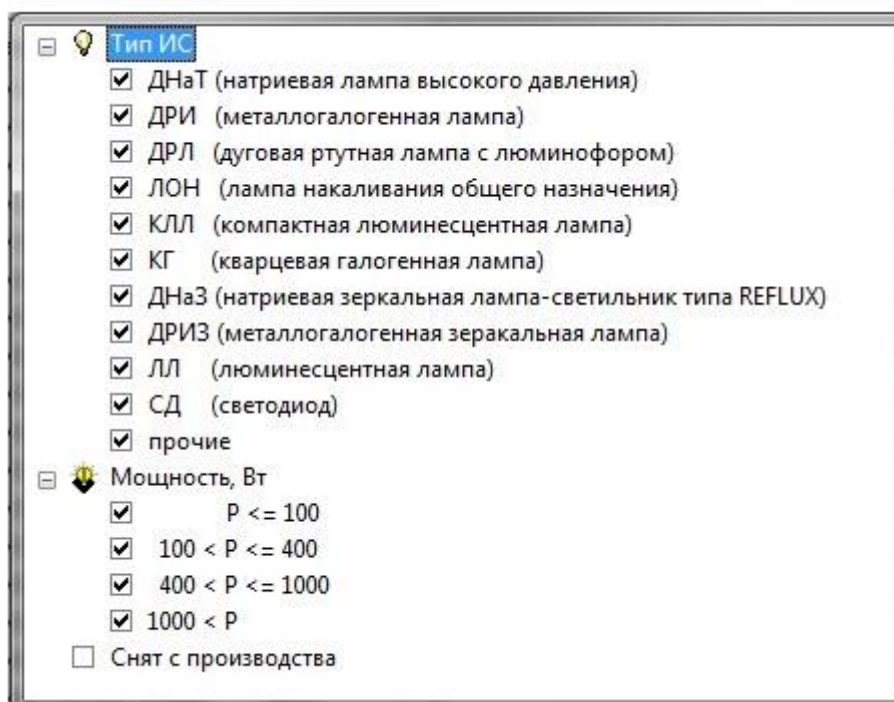 Тип ИС
ДНаТ (натриевая лампа высокого давления)
ДРИ (металлогалогенная лампа)
ДРЛ (дуговая ртутная лампа с люминофором)
ЛОН (лампа накаливания общего назначения)
КЛЛ (компактная люминесцентная лампа)
КГ (кварцевая галогенная лампа)
ДНаЗ (натриевая зеркальная лампа-светильник типа REFLUX)
ДРИЗ (металлогалогенная зеракальная лампа)
ЛЛ (люминесцентная лампа)
СД (светодиод)
прочие
Мощность, Вт
P <= 100
100 < P <= 400
400 < P <= 1000
1000 < P
Снят с производства